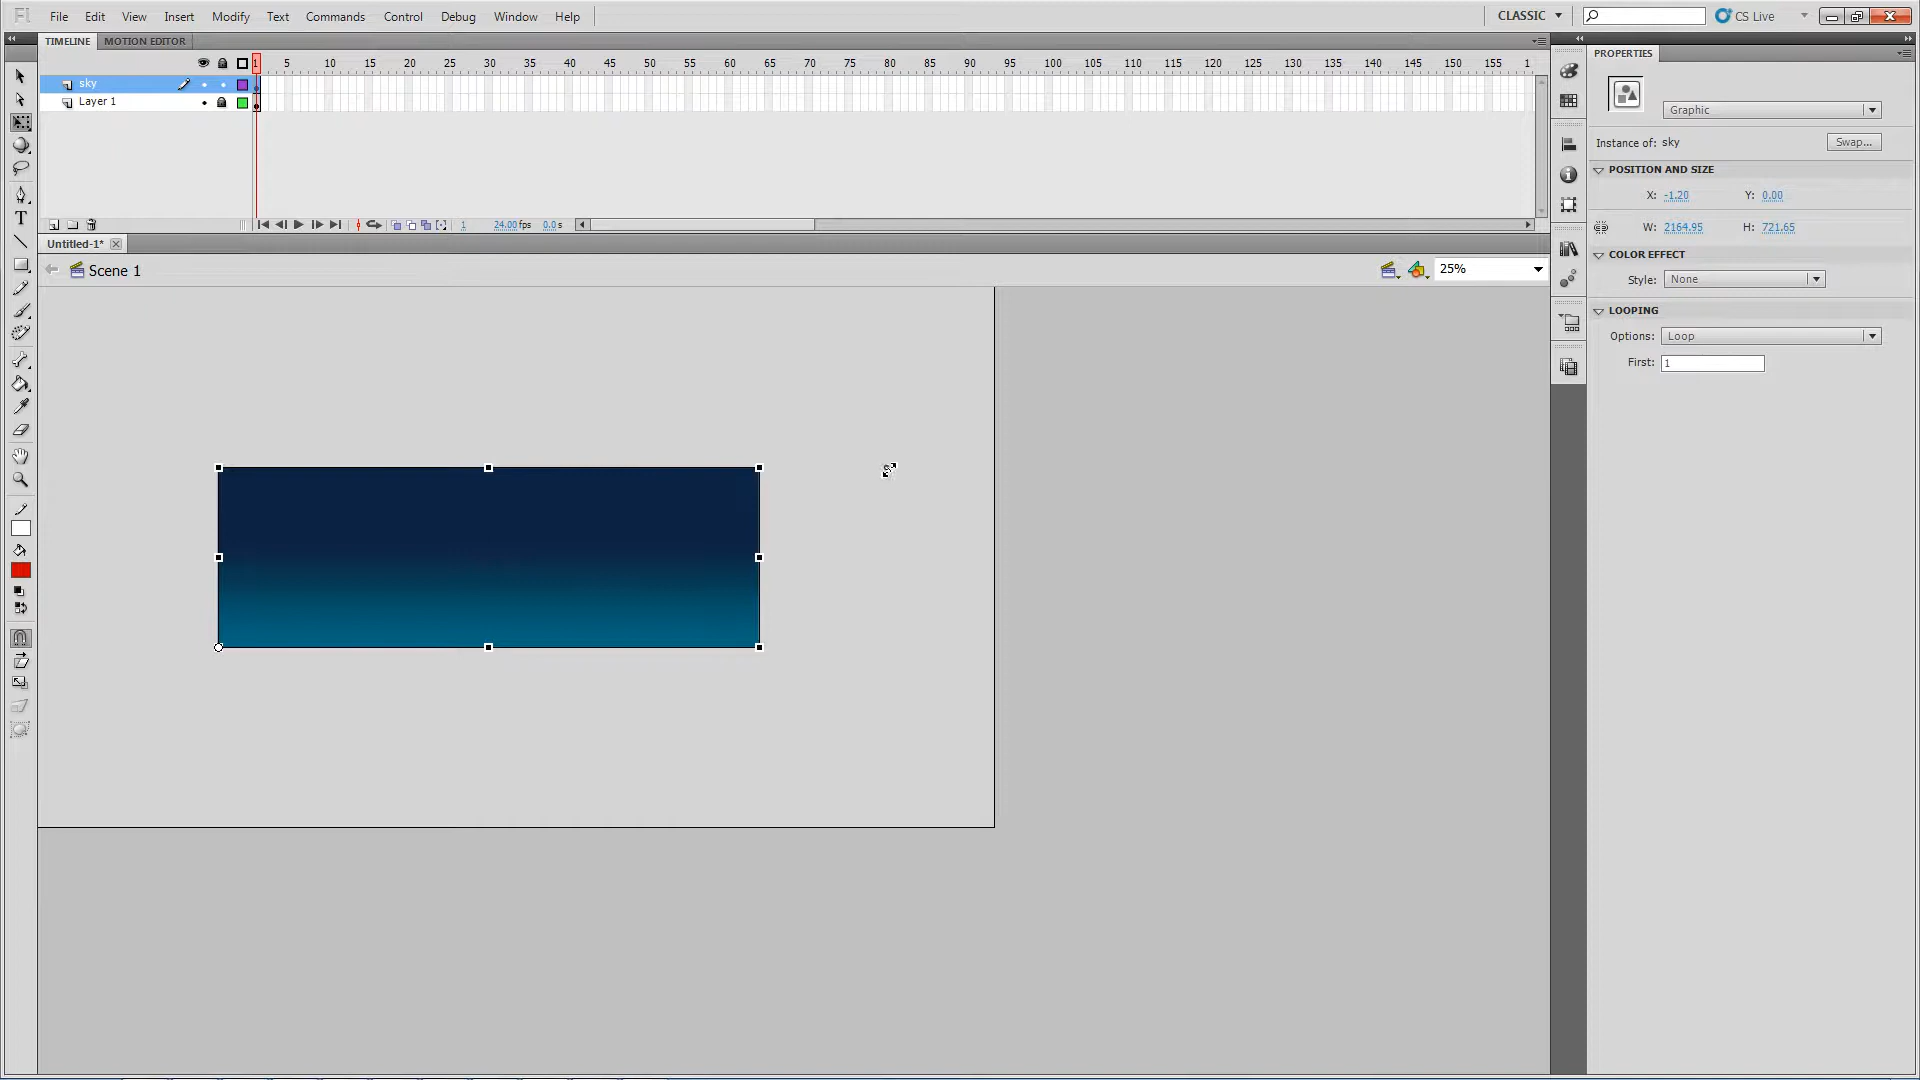 Fl File Edit View Insert Modify Text Commands Control Debug Window Help CLASSIC CS Live
TIMELINE MOTION EDITOR
1 5 10 15 20 25 30 35 40 45 50 55 60 65 70 75 80 85 90 95 100 105 110 115 120 125 130 135 140 145 150 155 1
sky
Layer 1
1 24.00 fps 0.0 s
Untitled-1*
Scene 1
25%
T
PROPERTIES
Graphic
Instance of: sky Swap...
POSITION AND SIZE
X: -1.20 Y: 0.00
W: 2164.95 H: 721.65
COLOR EFFECT
Style: None
LOOPING
Options: Loop
First: 1